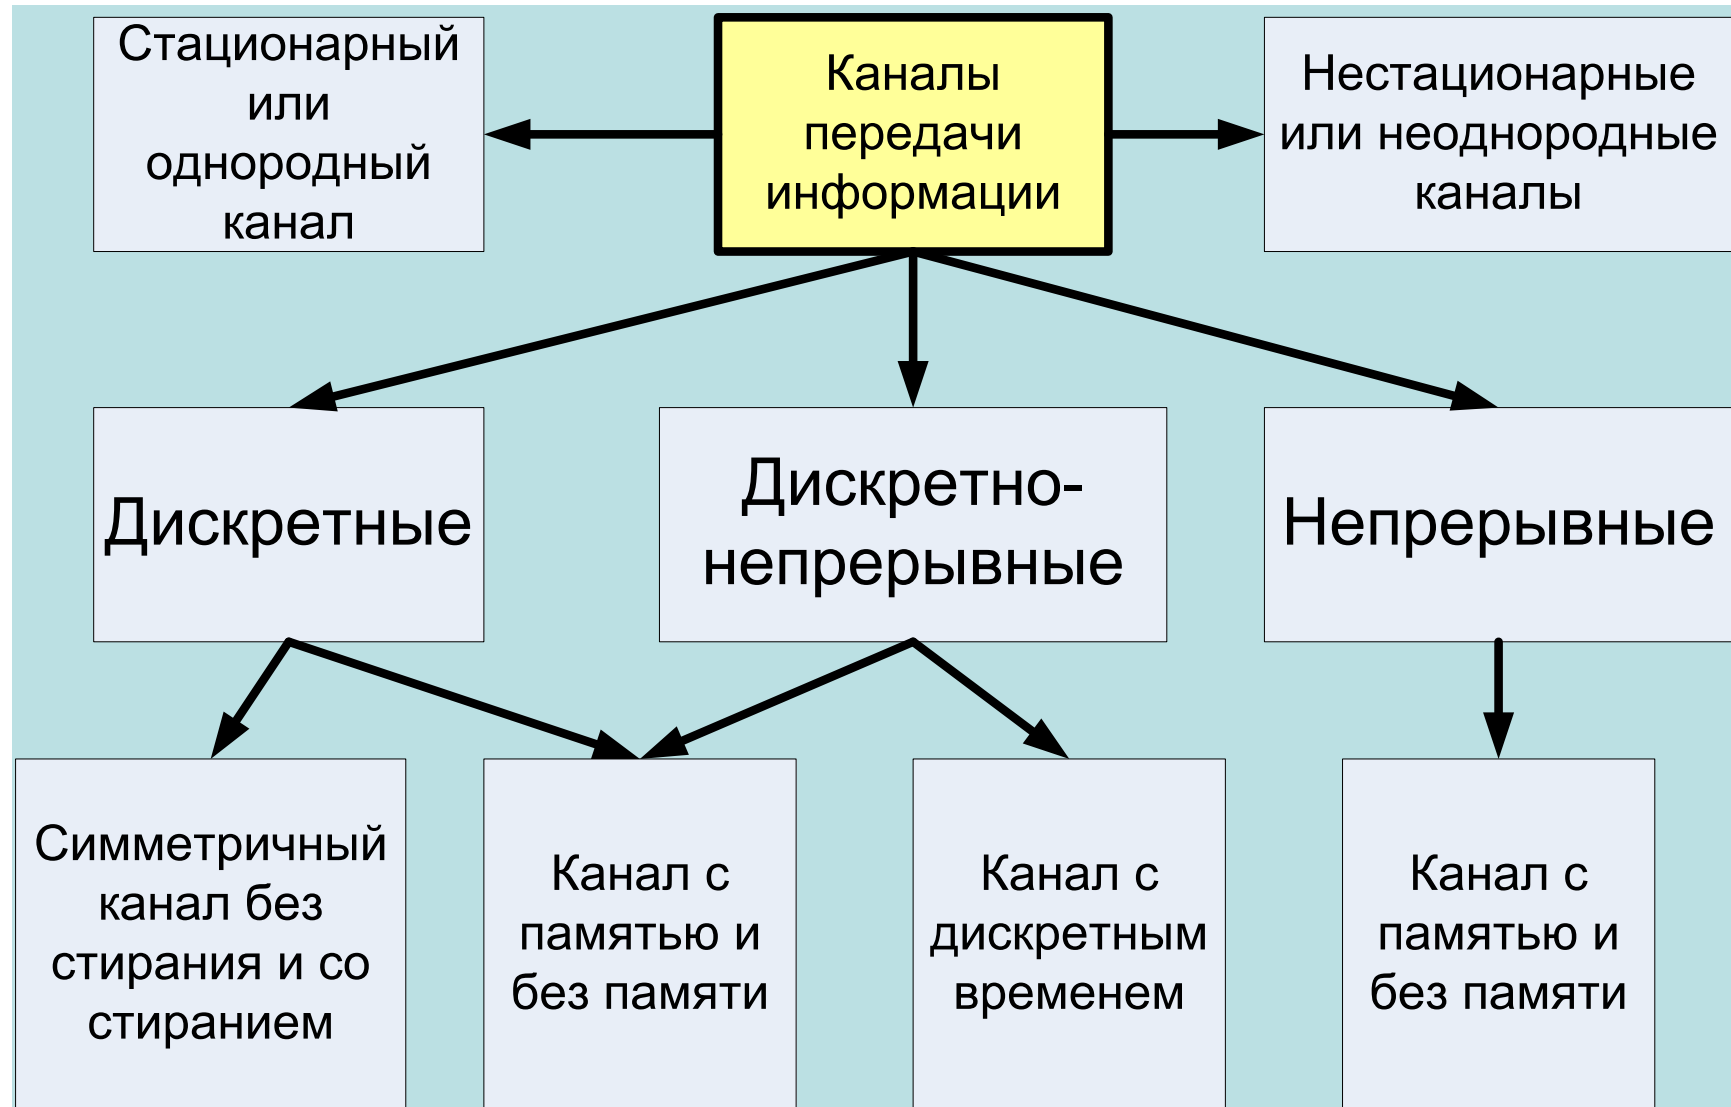 Стационарный
или
однородный
канал
Каналы
передачи
информации
Нестационарные
или неоднородные
каналы
Дискретные
Дискретно-
непрерывные
Непрерывные
Симметричный
канал без
стирания и со
стиранием
Канал с
памятью и
без памяти
Канал с
дискретным
временем
Канал с
памятью и
без памяти